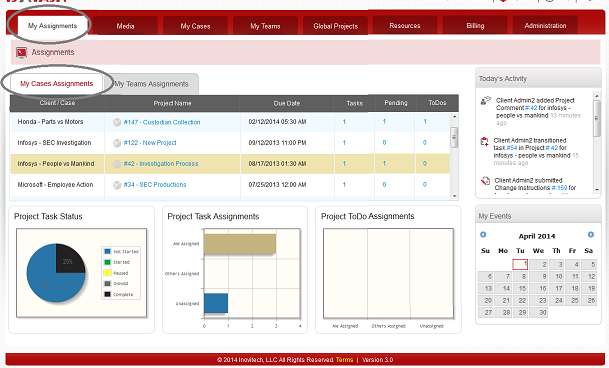 My Assignments Media My Cases My Teams Global Projects Resources Billing Administration
Assignments
My Cases Assignments My Teams Assignments
Client / Case Project Name Due Date Tasks Pending ToDos
Honda - Parts vs Motors #147 - Custodian Collection 02/12/2014 05:30 AM 1 1 1
Infosys - SEC Investigation #122 - New Project 09/12/2013 11:00 PM 1 0 0
Infosys - People vs Mankind #42 - Investigation Process 08/17/2013 01:30 AM 1 1 0
Microsoft - Employee Action #34 - SEC Productions 07/25/2013 12:00 AM 1 0 0
Today's Activity
Client Admin2 added Project
Comment #:42 for infosys -
people vs mankind 13 minutes
ago
Client Admin2 transitioned
task #54 in Project #:42 for
infosys - people vs mankind 15
minutes ago
Client Admin2 submitted
Change Instructions #:159 for
Project Task Status
25%
Not Started
Started
Paused
OnHold
Complete
Project Task Assignments
Are Assigned
Others Assigned
Unassigned
0 1 2 3 4
Project ToDo Assignments
Are Assigned Others Assigned Unassigned
My Events
April 2014
Su Mo Tu We Th Fr Sa
1 2 3 4 5
6 7 8 9 10 11 12
13 14 15 16 17 18 19
20 21 22 23 24 25 26
27 28 29 30
© 2014 Inovitech, LLC All Rights Reserved. Terms | Version 3.0